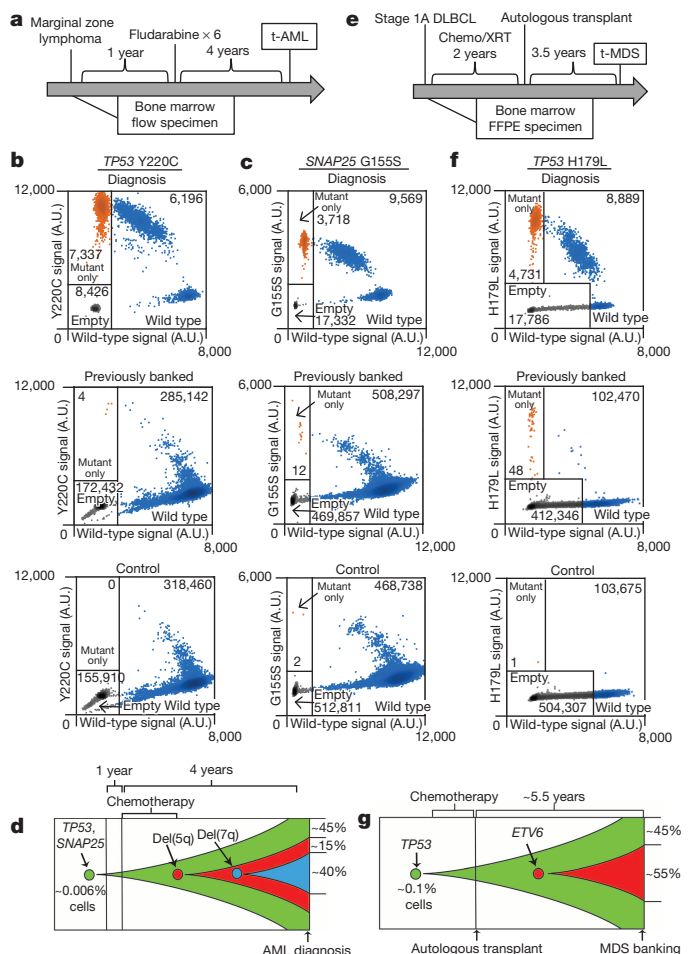 a
Marginal zone
lymphoma
Fludarabine × 6
t-AML
1 year
4 years
Bone marrow
flow specimen
e
Stage 1A DLBCL
Autologous transplant
Chemo/XRT
2 years
3.5 years
t-MDS
Bone marrow
FFPE specimen
b
TP53 Y220C
Diagnosis
12,000
6,196
7,337
Mutant
only
8,426
Empty
Wild type
Y220C signal (A.U.)
0
Wild-type signal (A.U.)
8,000
Previously banked
12,000
4
285,142
Mutant
only
172,432
Empty
Wild type
Y220C signal (A.U.)
0
Wild-type signal (A.U.)
8,000
Control
12,000
0
318,460
Mutant
only
155,910
Empty
Wild type
Y220C signal (A.U.)
0
Wild-type signal (A.U.)
8,000
c
SNAP25 G155S
Diagnosis
6,000
9,569
Mutant only
3,718
Empty
17,332
Wild type
G155S signal (A.U.)
0
Wild-type signal (A.U.)
12,000
Previously banked
6,000
508,297
Mutant
only
12
Empty
469,857
Wild type
G155S signal (A.U.)
0
Wild-type signal (A.U.)
12,000
Control
6,000
468,738
Mutant
only
2
Empty
512,811
Wild type
G155S signal (A.U.)
0
Wild-type signal (A.U.)
12,000
f
TP53 H179L
Diagnosis
12,000
8,889
Mutant
only
4,731
Empty
17,786
Wild type
H179L signal (A.U.)
0
Wild-type signal (A.U.)
8,000
Previously banked
12,000
102,470
Mutant
only
48
Empty
412,346
Wild type
H179L signal (A.U.)
0
Wild-type signal (A.U.)
8,000
Control
12,000
103,675
Mutant
only
1
Empty
504,307
Wild type
H179L signal (A.U.)
0
Wild-type signal (A.U.)
8,000
d
1 year
4 years
Chemotherapy
TP53,
SNAP25
Del(5q)
Del(7q)
~0.006%
cells
~45%
~15%
~40%
AML diagnosis
g
Chemotherapy
~5.5 years
TP53
ETV6
~0.1%
cells
~45%
~55%
Autologous transplant
MDS banking